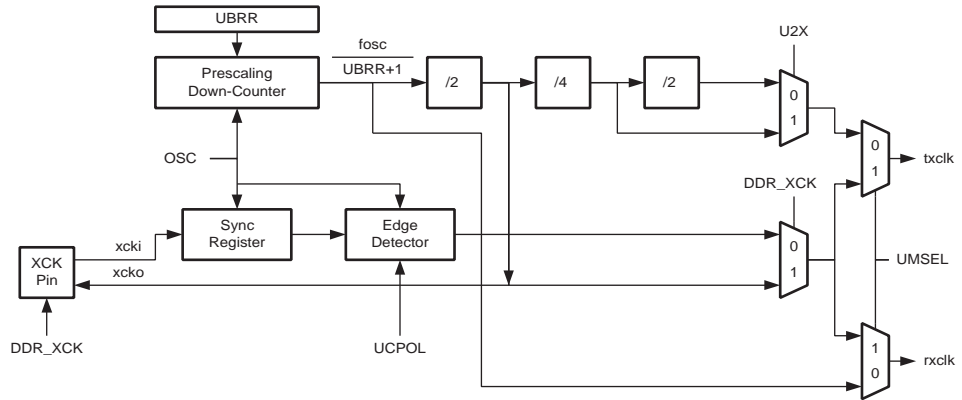 UBRR
fosc
U2X
Prescaling
Down-Counter
UBRR+1
/2
/4
/2
0
1
OSC
0
1
txclk
DDR_XCK
xcki
Sync
Register
Edge
Detector
0
1
XCK
Pin
xcko
UMSEL
DDR_XCK
UCPOL
1
0
rxclk